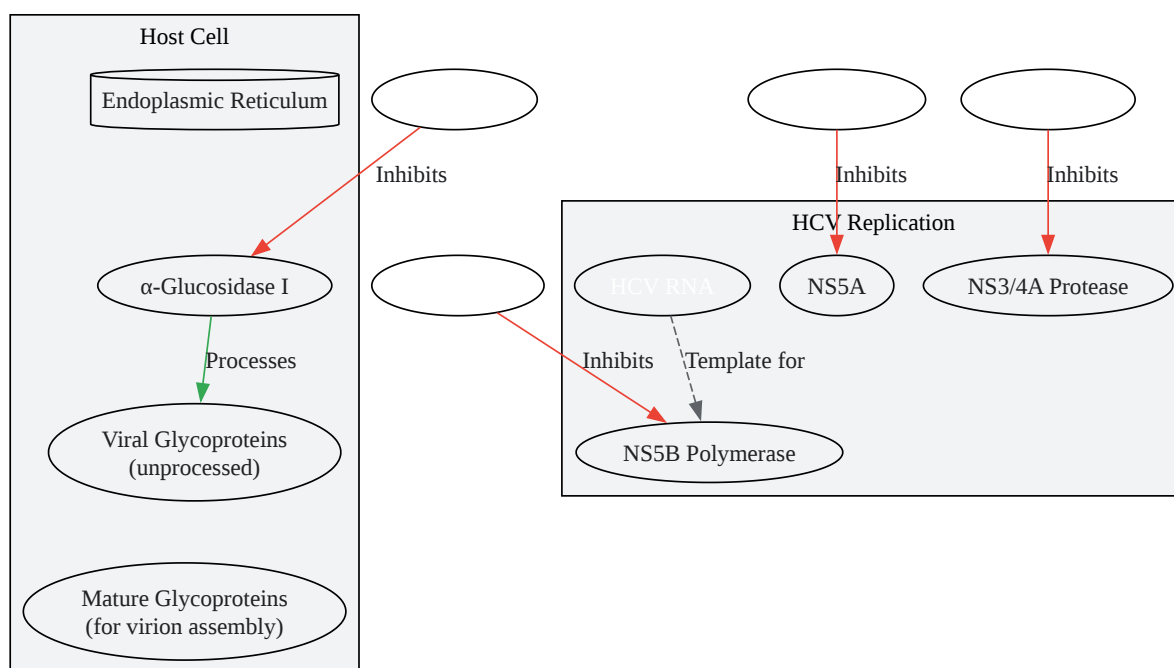 Host Cell
Endoplasmic Reticulum
Inhibits
Inhibits
Inhibits
HCV Replication
α-Glucosidase I
HCV RNA
NS5A
NS3/4A Protease
Processes
Inhibits
Template for
Viral Glycoproteins
(unprocessed)
NS5B Polymerase
Mature Glycoproteins
(for virion assembly)